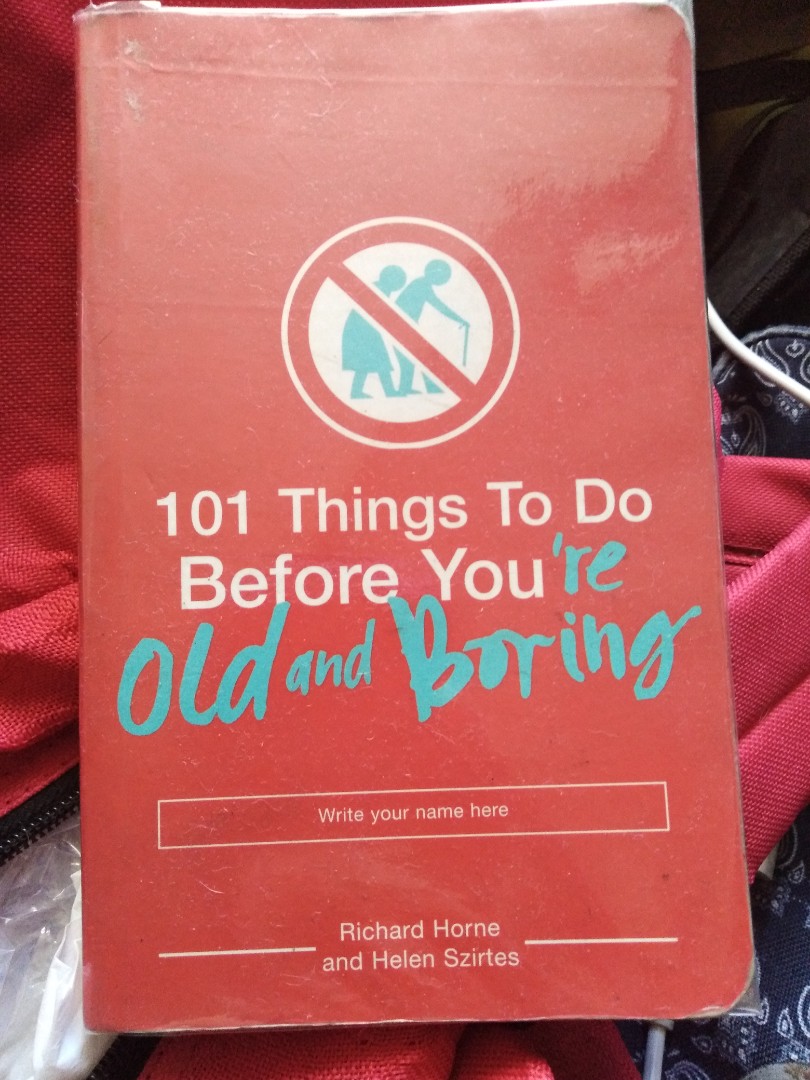 101 Things To Do
Before You're
Old and Boring
Write your name here
Richard Horne
and Helen Szirtes